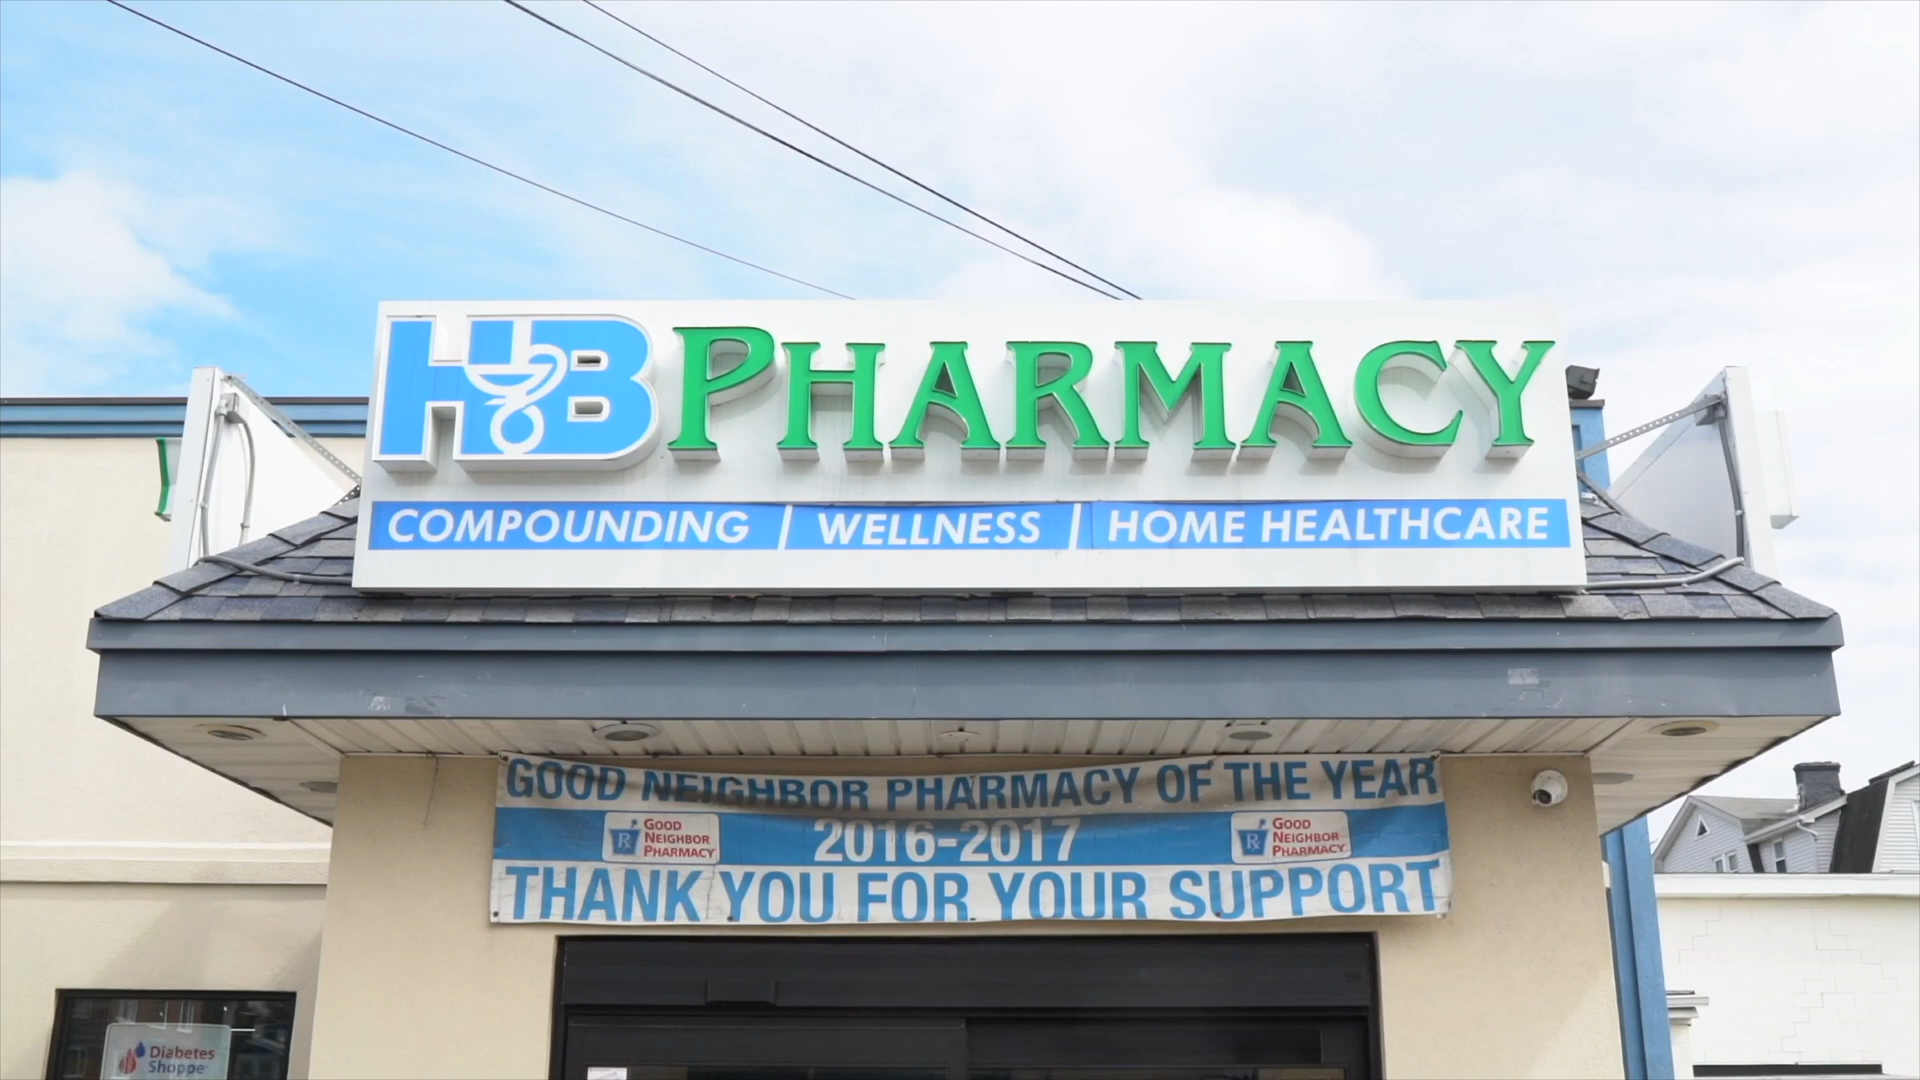 HB PHARMACY
COMPOUNDING | WELLNESS | HOME HEALTHCARE
GOOD NEIGHBOR PHARMACY OF THE YEAR
2016-2017
GOOD
NEIGHBOR
PHARMACY
GOOD
NEIGHBOR
PHARMACY
THANK YOU FOR YOUR SUPPORT
Diabetes
Shoppe